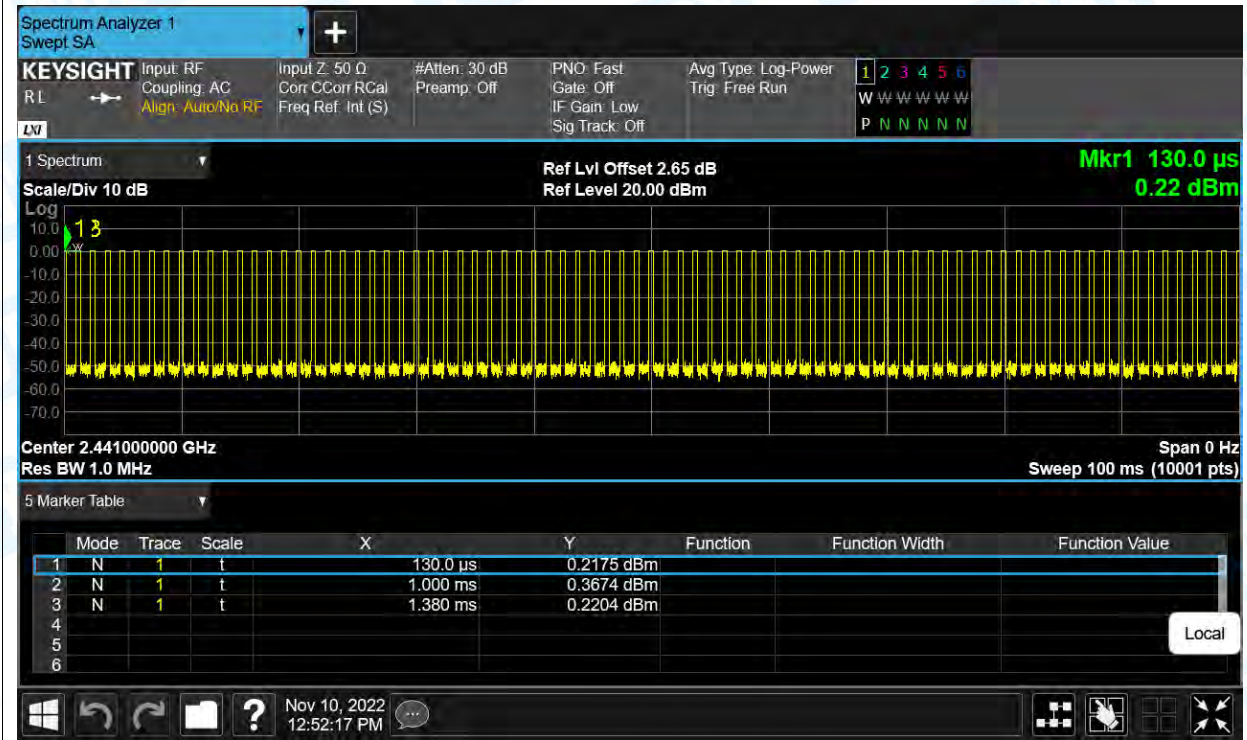 Spectrum Analyzer 1
Swept SA
+
KEYSIGHT
RL
LXI
Input: RF
Coupling: AC
Align: Auto/No RF
Input Z: 50 Ω
Corr CCorr RCal
Freq Ref: Int (S)
#Atten: 30 dB
Preamp: Off
PNO: Fast
Gate: Off
IF Gain: Low
Sig Track: Off
Avg Type: Log-Power
Trig: Free Run
1 2 3 4 5 6
W W W W W W
P N N N N N
1 Spectrum
Scale/Div 10 dB
Ref Lvl Offset 2.65 dB
Ref Level 20.00 dBm
Mkr1 130.0 µs
0.22 dBm
Log
10.0
0.00
-10.0
-20.0
-30.0
-40.0
-50.0
-60.0
-70.0
Center 2.441000000 GHz
Res BW 1.0 MHz
Span 0 Hz
Sweep 100 ms (10001 pts)
5 Marker Table
Mode Trace Scale X Y Function Function Width Function Value
1 N 1 t 130.0 µs 0.2175 dBm
2 N 1 t 1.000 ms 0.3674 dBm
3 N 1 t 1.380 ms 0.2204 dBm
4
5
6
Local
?
Nov 10, 2022
12:52:17 PM